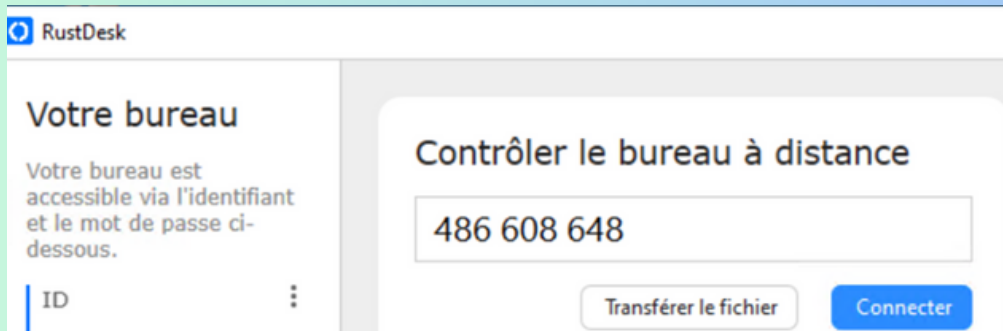 RustDesk
Votre bureau
Votre bureau est
accessible via l'identifiant
et le mot de passe ci-
dessous.
ID
Contrôler le bureau à distance
486 608 648
Transférer le fichier
Connecter